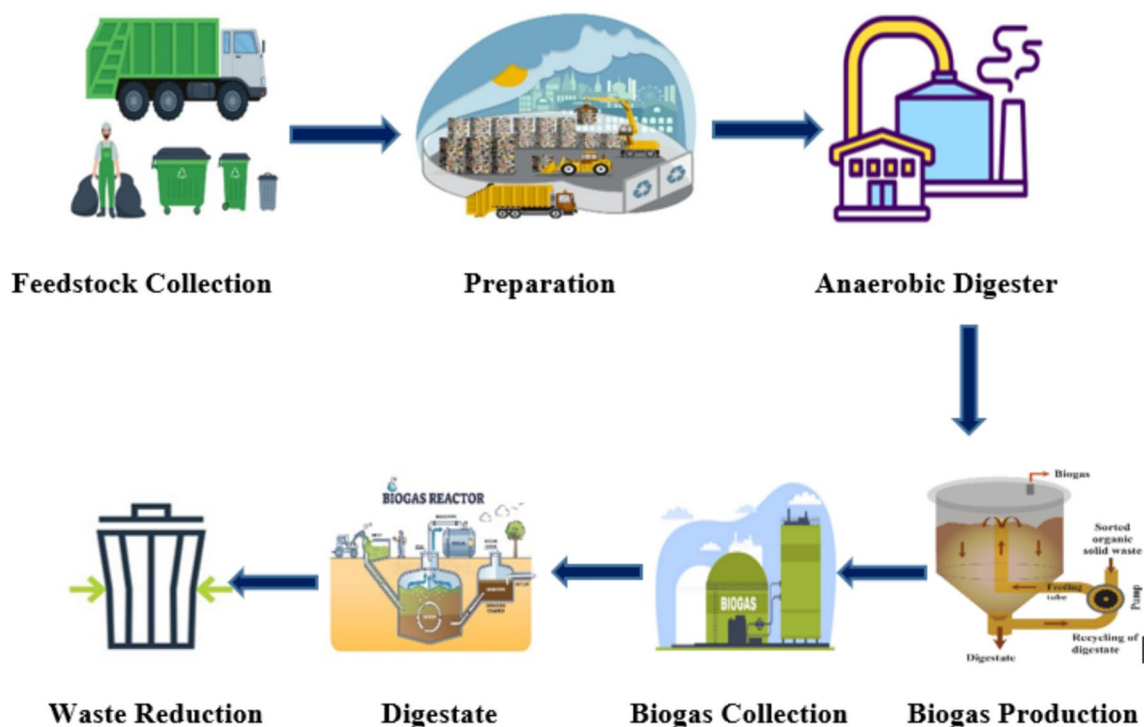 Feedstock Collection
Preparation
Anaerobic Digester
BIOGAS REACTOR
BIOGAS
Biogas
Sorted
organic
solid waste
Feeding
tube
Pump
Recycling of
digestate
Digestate
Waste Reduction
Digestate
Biogas Collection
Biogas Production